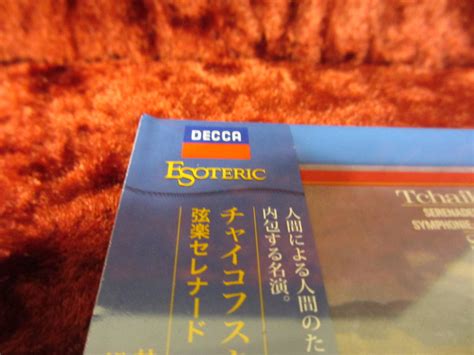 DECCA
ESOTERIC
人間による人間のた
内包する名演。
チャイコフス
弦楽セレナード
Tchai
SERENADE
SYMPHONIE